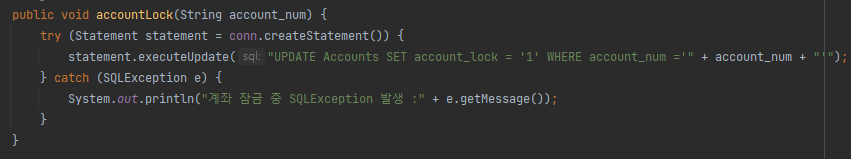 public void accountLock(String account_num) {
try (Statement statement = conn.createStatement()) {
statement.executeUpdate( sql: "UPDATE Accounts SET account_lock = '1' WHERE account_num ='" + account_num + "'");
} catch (SQLException e) {
System.out.println("계좌 잠금 중 SQLException 발생 :" + e.getMessage());
}
}